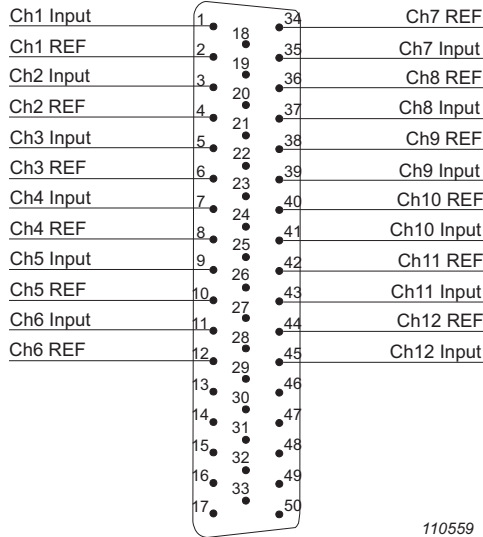 Ch1 Input 1
Ch1 REF 2
Ch2 Input 3
Ch2 REF 4
Ch3 Input 5
Ch3 REF 6
Ch4 Input 7
Ch4 REF 8
Ch5 Input 9
Ch5 REF 10
Ch6 Input 11
Ch6 REF 12
13
14
15
16
17
18
19
20
21
22
23
24
25
26
27
28
29
30
31
32
33
34 Ch7 REF
35 Ch7 Input
36 Ch8 REF
37 Ch8 Input
38 Ch9 REF
39 Ch9 Input
40 Ch10 REF
41 Ch10 Input
42 Ch11 REF
43 Ch11 Input
44 Ch12 REF
45 Ch12 Input
46
47
48
49
50
110559